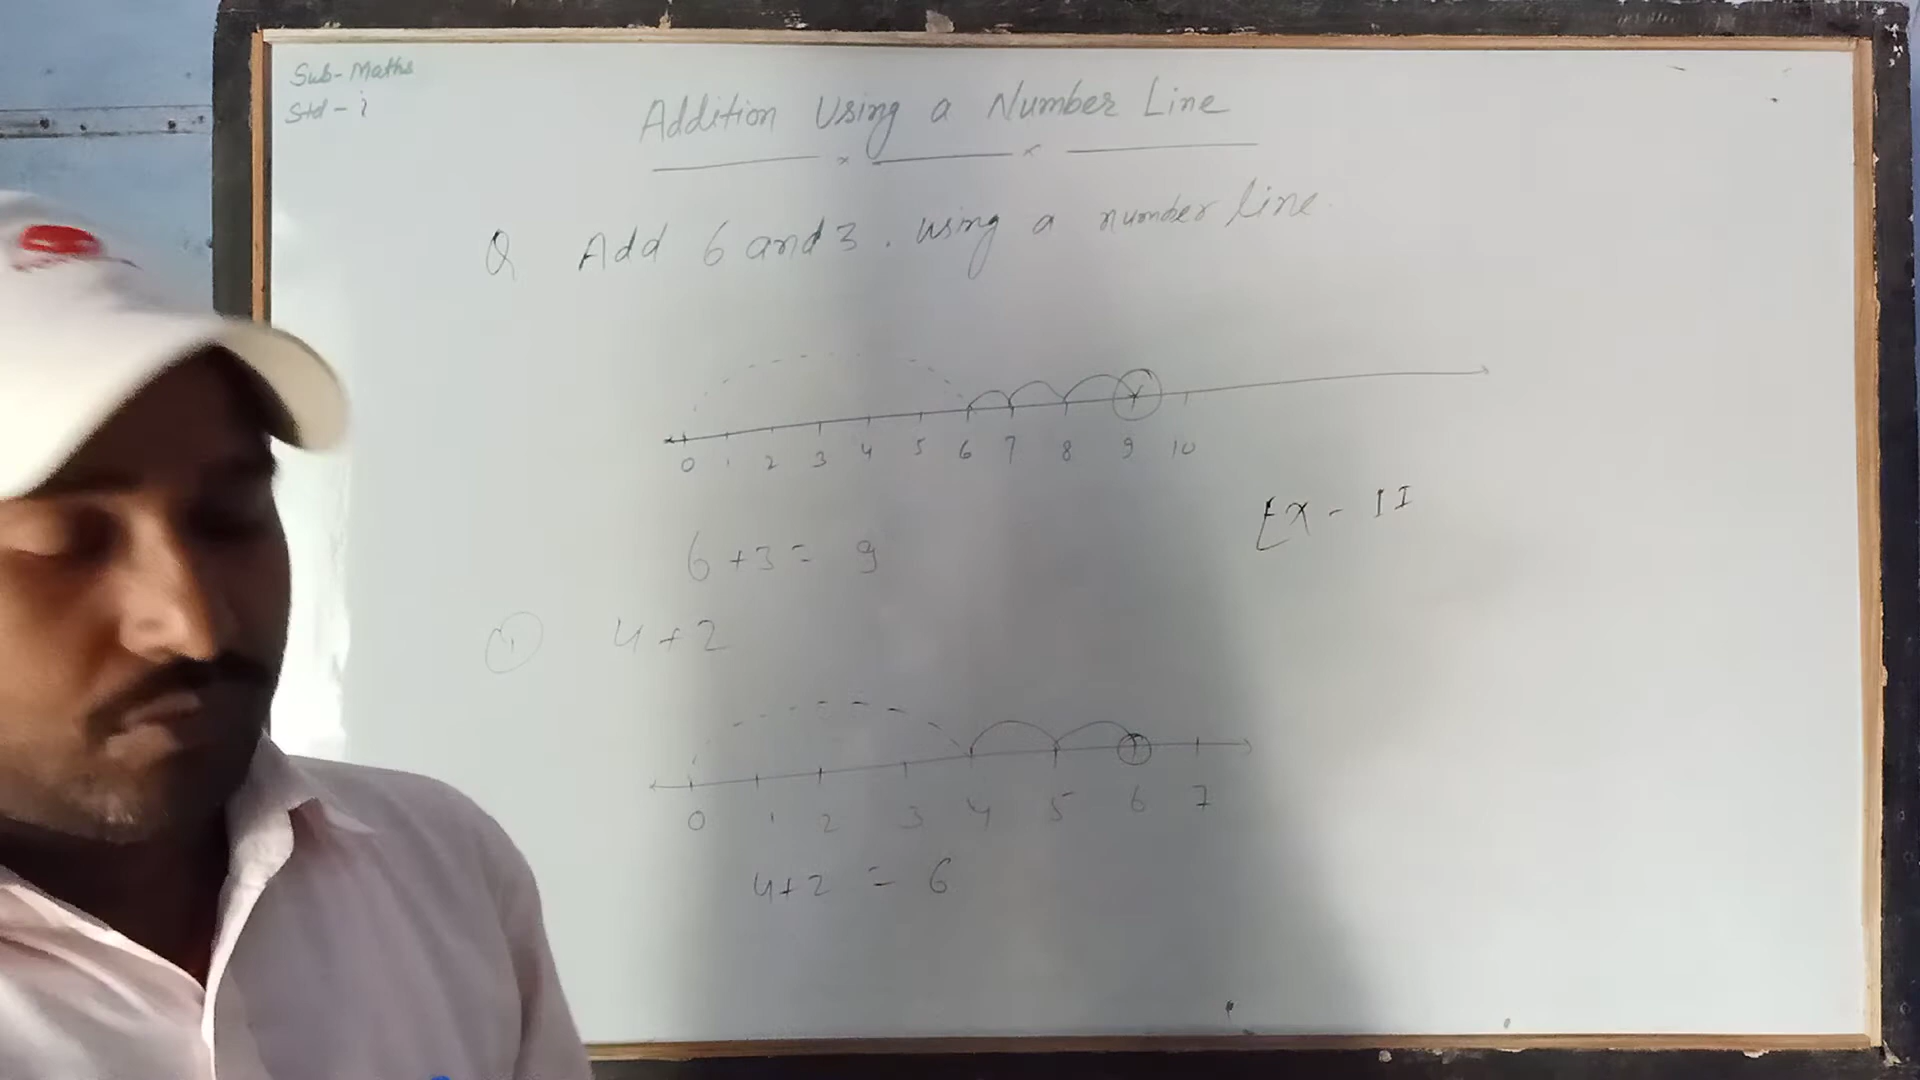 Sub-Maths
Std-i
Addition Using a Number Line
Q Add 6 and 3. using a number line.
0 1 2 3 4 5 6 7 8 9 10
Ex-II
6+3= 9
① 4+2
0 1 2 3 4 5 6 7
4+2 = 6